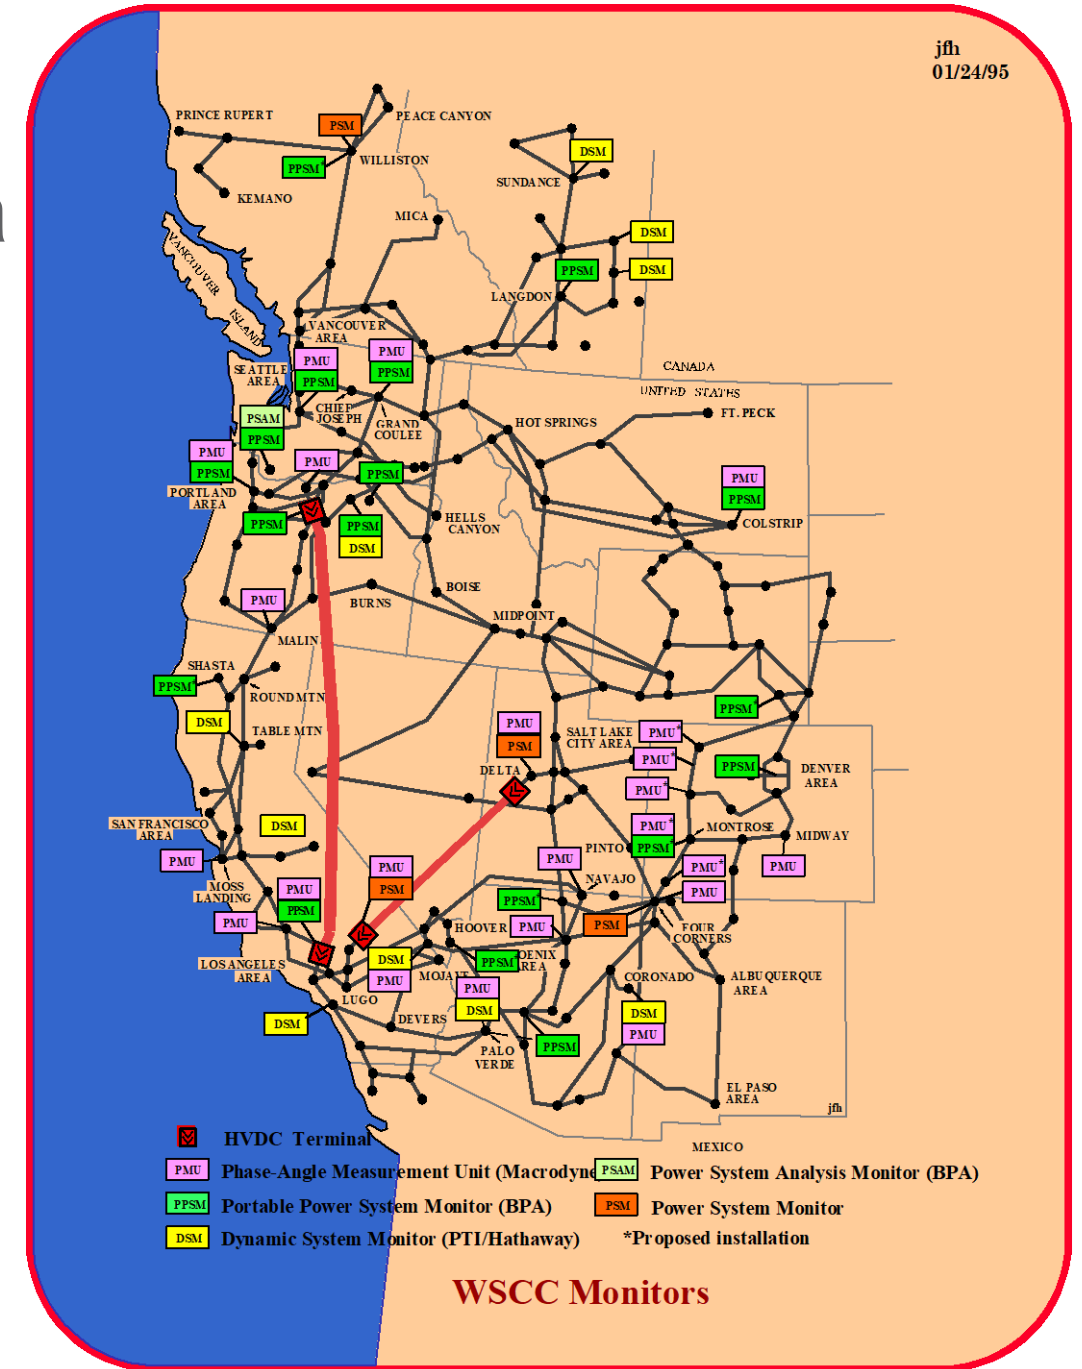 jfh
01/24/95
PRINCE RUPERT
PSM
PEACE CANYON
PPSM*
WILLISTON
DSM
SUNDANCE
KEMANO
MICA
DSM
VANCOUVER
ISLAND
PPSM
DSM
LANGDON
VANCOUVER
AREA
PMU
PPSM
PMU
PPSM
SEATTLE
AREA
CANADA
UNITED STATES
CHIEF
JOSEPH
GRAND
COULEE
FT. PECK
HOT SPRINGS
PSAM
PPSM
PMU
PPSM
PMU
PPSM
PMU
PPSM
PORTLAND
AREA
PPSM
PPSM
DSM
HELLS
CANYON
COLSTRIP
BOISE
BURNS
PMU
MIDPOINT
MALIN
SHASTA
PPSM*
ROUND MTN
DSM
TABLE MTN
PMU
PSM
SALT LAKE
CITY AREA
PPSM*
PMU*
PMU*
PMU*
DELTA
PPSM
DENVER
AREA
SAN FRANCISCO
AREA
DSM
PMU*
PPSM*
MONTROSE
MIDWAY
PINTO
PMU
PMU
PMU
MOSS
LANDING
PMU
PSM
PMU*
PMU
NAVAJO
PMU
PPSM
PPSM*
PMU
PMU
HOOVER
PSM
FOUR
CORNERS
LOS ANGELES
AREA
DSM
PMU
MOJAVE
PPSM*
OENIX
AREA
CORONADO
ALBUQUERQUE
AREA
LUGO
PMU
DSM
DSM
PMU
DSM
DEVERS
PALO
VERDE
PPSM
EL PASO
AREA
jfh
MEXICO
HVDC Terminal
PMU Phase-Angle Measurement Unit (Macrodyne
PSAM Power System Analysis Monitor (BPA)
PPSM Portable Power System Monitor (BPA)
PSM Power System Monitor
DSM Dynamic System Monitor (PTI/Hathaway)
*Proposed installation
WSCC Monitors